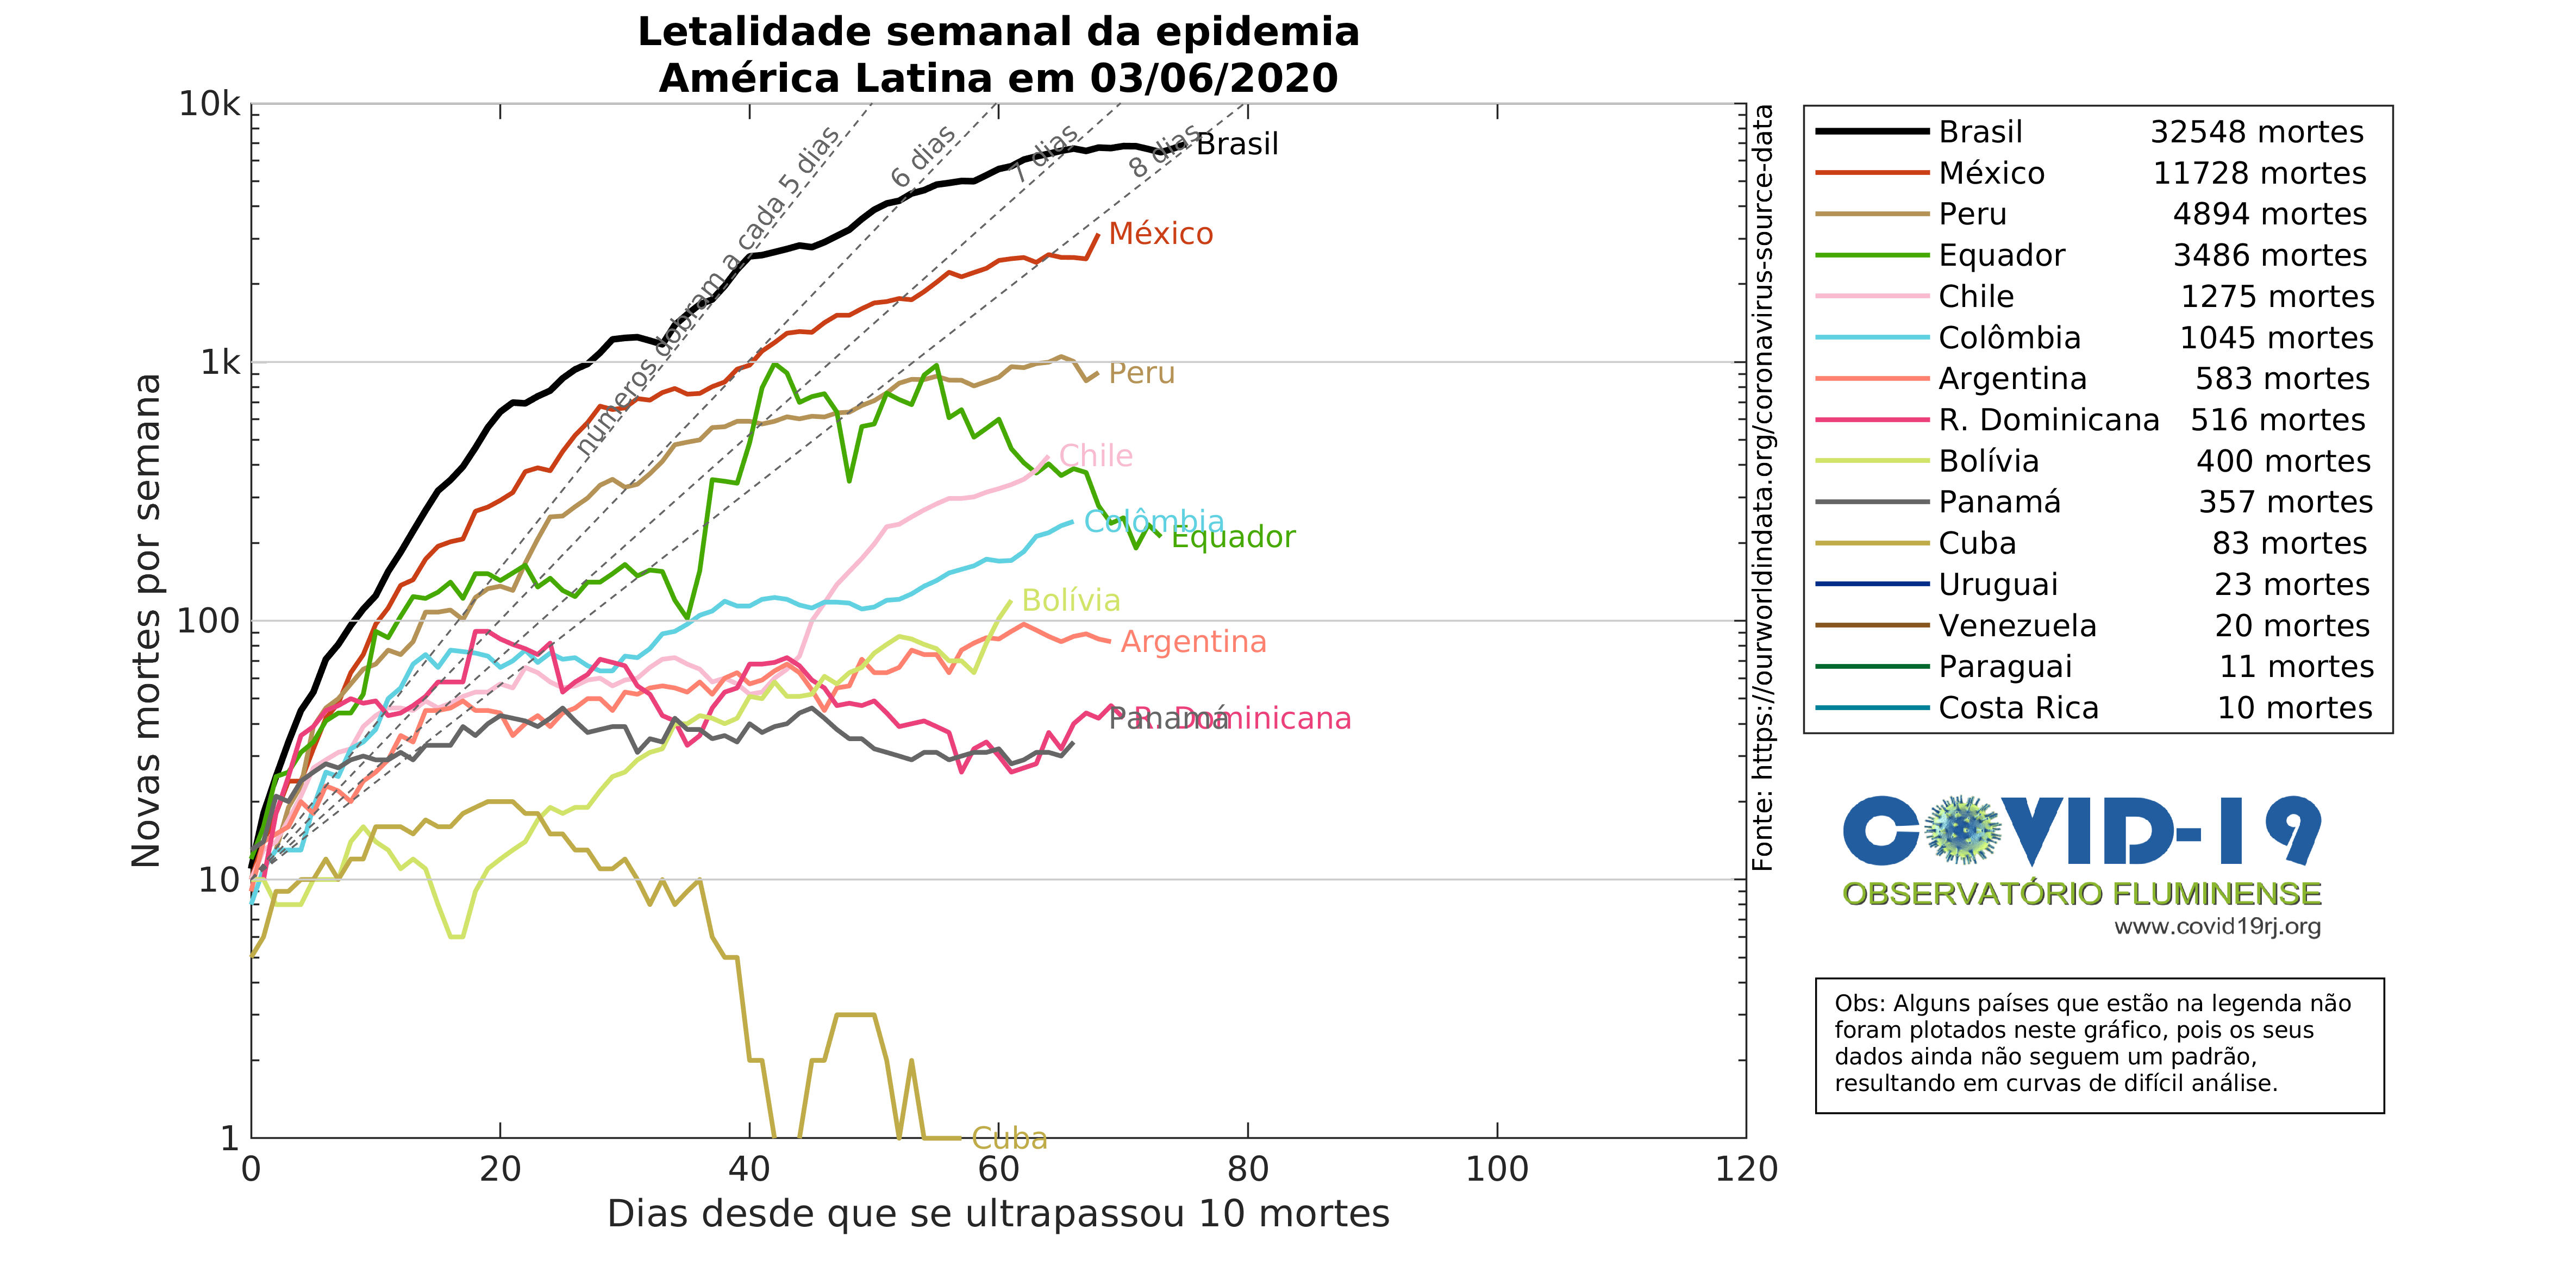 Letalidade semanal da epidemia
América Latina em 03/06/2020
Novas mortes por semana
10k
1k
100
10
1
0 20 40 60 80 100 120
Dias desde que se ultrapassou 10 mortes
números dobram a cada 5 dias
6 dias
7 dias
8 dias
Brasil
México
Peru
Chile
Colômbia
Equador
Bolívia
Argentina
Panamá
R. Dominicana
Cuba
Fonte: https://ourworldindata.org/coronavirus-source-data
Brasil 32548 mortes
México 11728 mortes
Peru 4894 mortes
Equador 3486 mortes
Chile 1275 mortes
Colômbia 1045 mortes
Argentina 583 mortes
R. Dominicana 516 mortes
Bolívia 400 mortes
Panamá 357 mortes
Cuba 83 mortes
Uruguai 23 mortes
Venezuela 20 mortes
Paraguai 11 mortes
Costa Rica 10 mortes
COVID-19
OBSERVATÓRIO FLUMINENSE
www.covid19rj.org
Obs: Alguns países que estão na legenda não
foram plotados neste gráfico, pois os seus
dados ainda não seguem um padrão,
resultando em curvas de difícil análise.